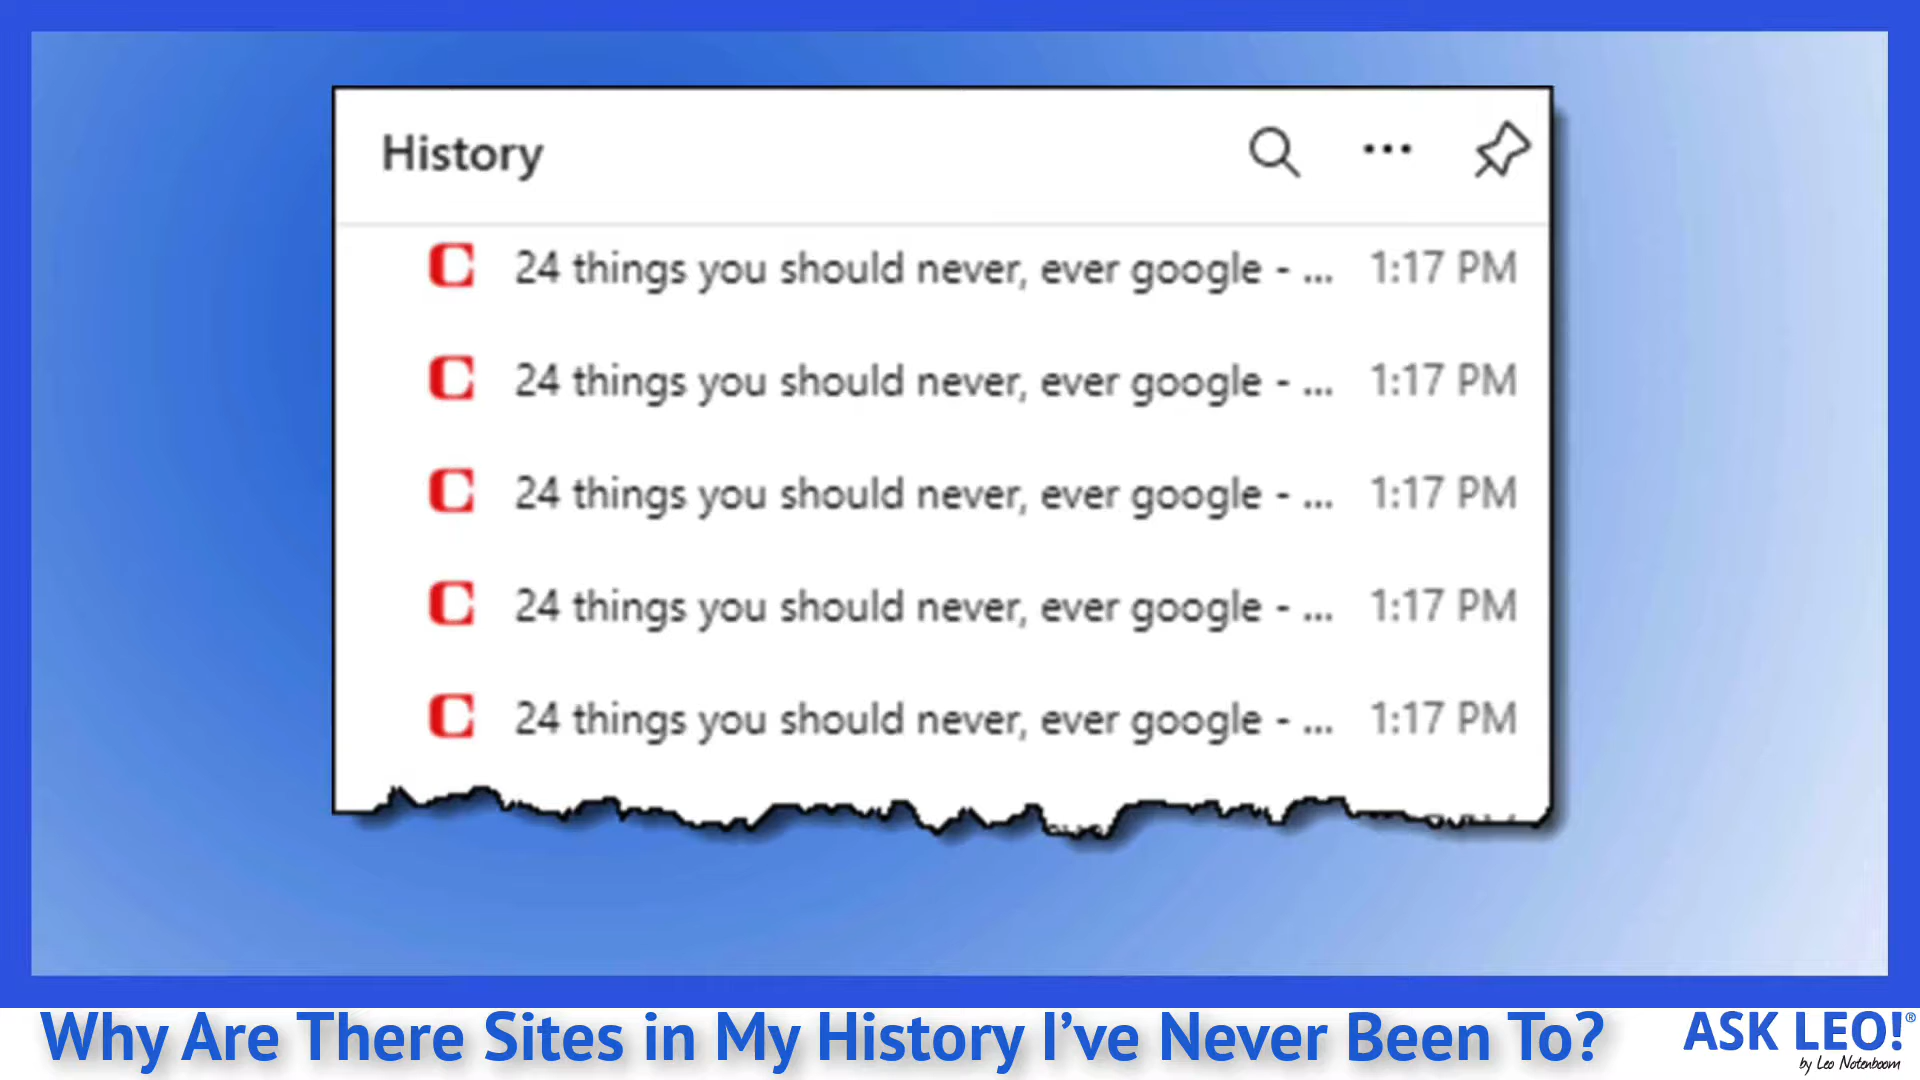 History
24 things you should never, ever google - ... 1:17 PM
24 things you should never, ever google - ... 1:17 PM
24 things you should never, ever google - ... 1:17 PM
24 things you should never, ever google - ... 1:17 PM
24 things you should never, ever google - ... 1:17 PM
Why Are There Sites in My History I’ve Never Been To?
ASK LEO!®
by Leo Notenboom